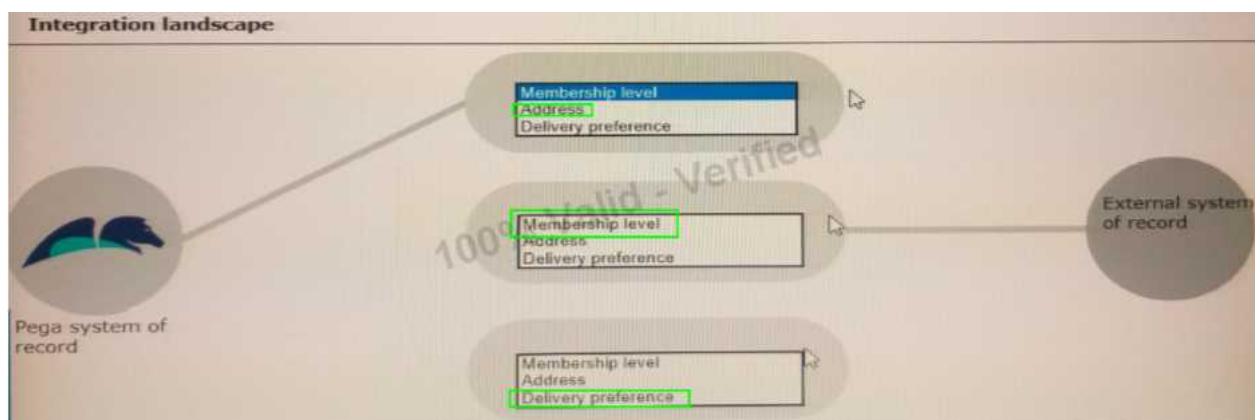 Integration landscape
Membership level
Address
Delivery preference
100% Valid - Verified
Membership level
Address
Delivery preference
External system
of record
Pega system of
record
Membership level
Address
Delivery preference